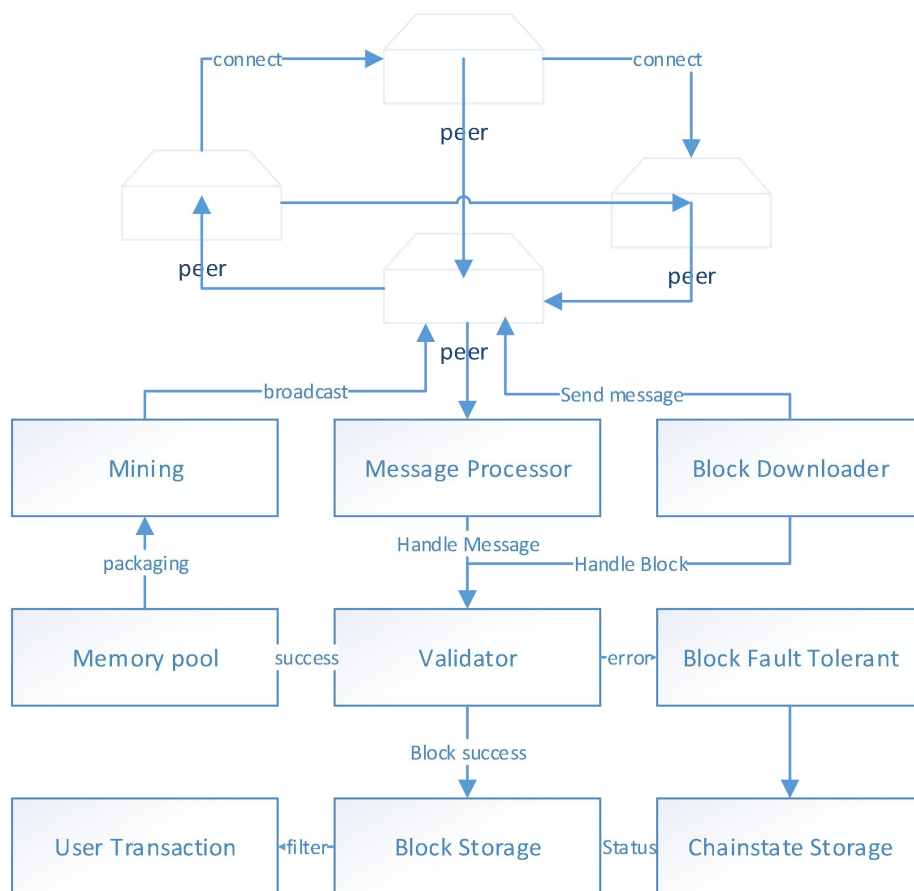 connect
connect
peer
peer
peer
peer
broadcast
Send message
Mining
Message Processor
Block Downloader
Handle Message
packaging
Handle Block
Memory pool
success
Validator
error
Block Fault Tolerant
Block success
User Transaction
filter
Block Storage
Status
Chainstate Storage